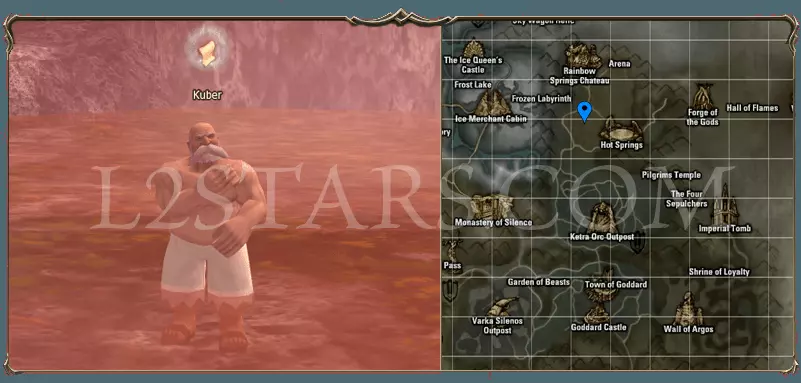 Sky Wagon Relic
Kuber
The Ice Queen's
Castle
Rainbow
Springs Chateau
Arena
Frost Lake
Frozen Labyrinth
Ice Merchant Cabin
Forge of
the Gods
Hall of Flames
ory
Hot Springs
L2STARS.COM
Pilgrims Temple
The Four
Sepulchers
Monastery of Silence
Imperial Tomb
Ketra Orc Outpost
Pass
Shrine of Loyalty
Garden of Beasts
Town of Goddard
Varka Silenos
Outpost
Goddard Castle
Wall of Argos